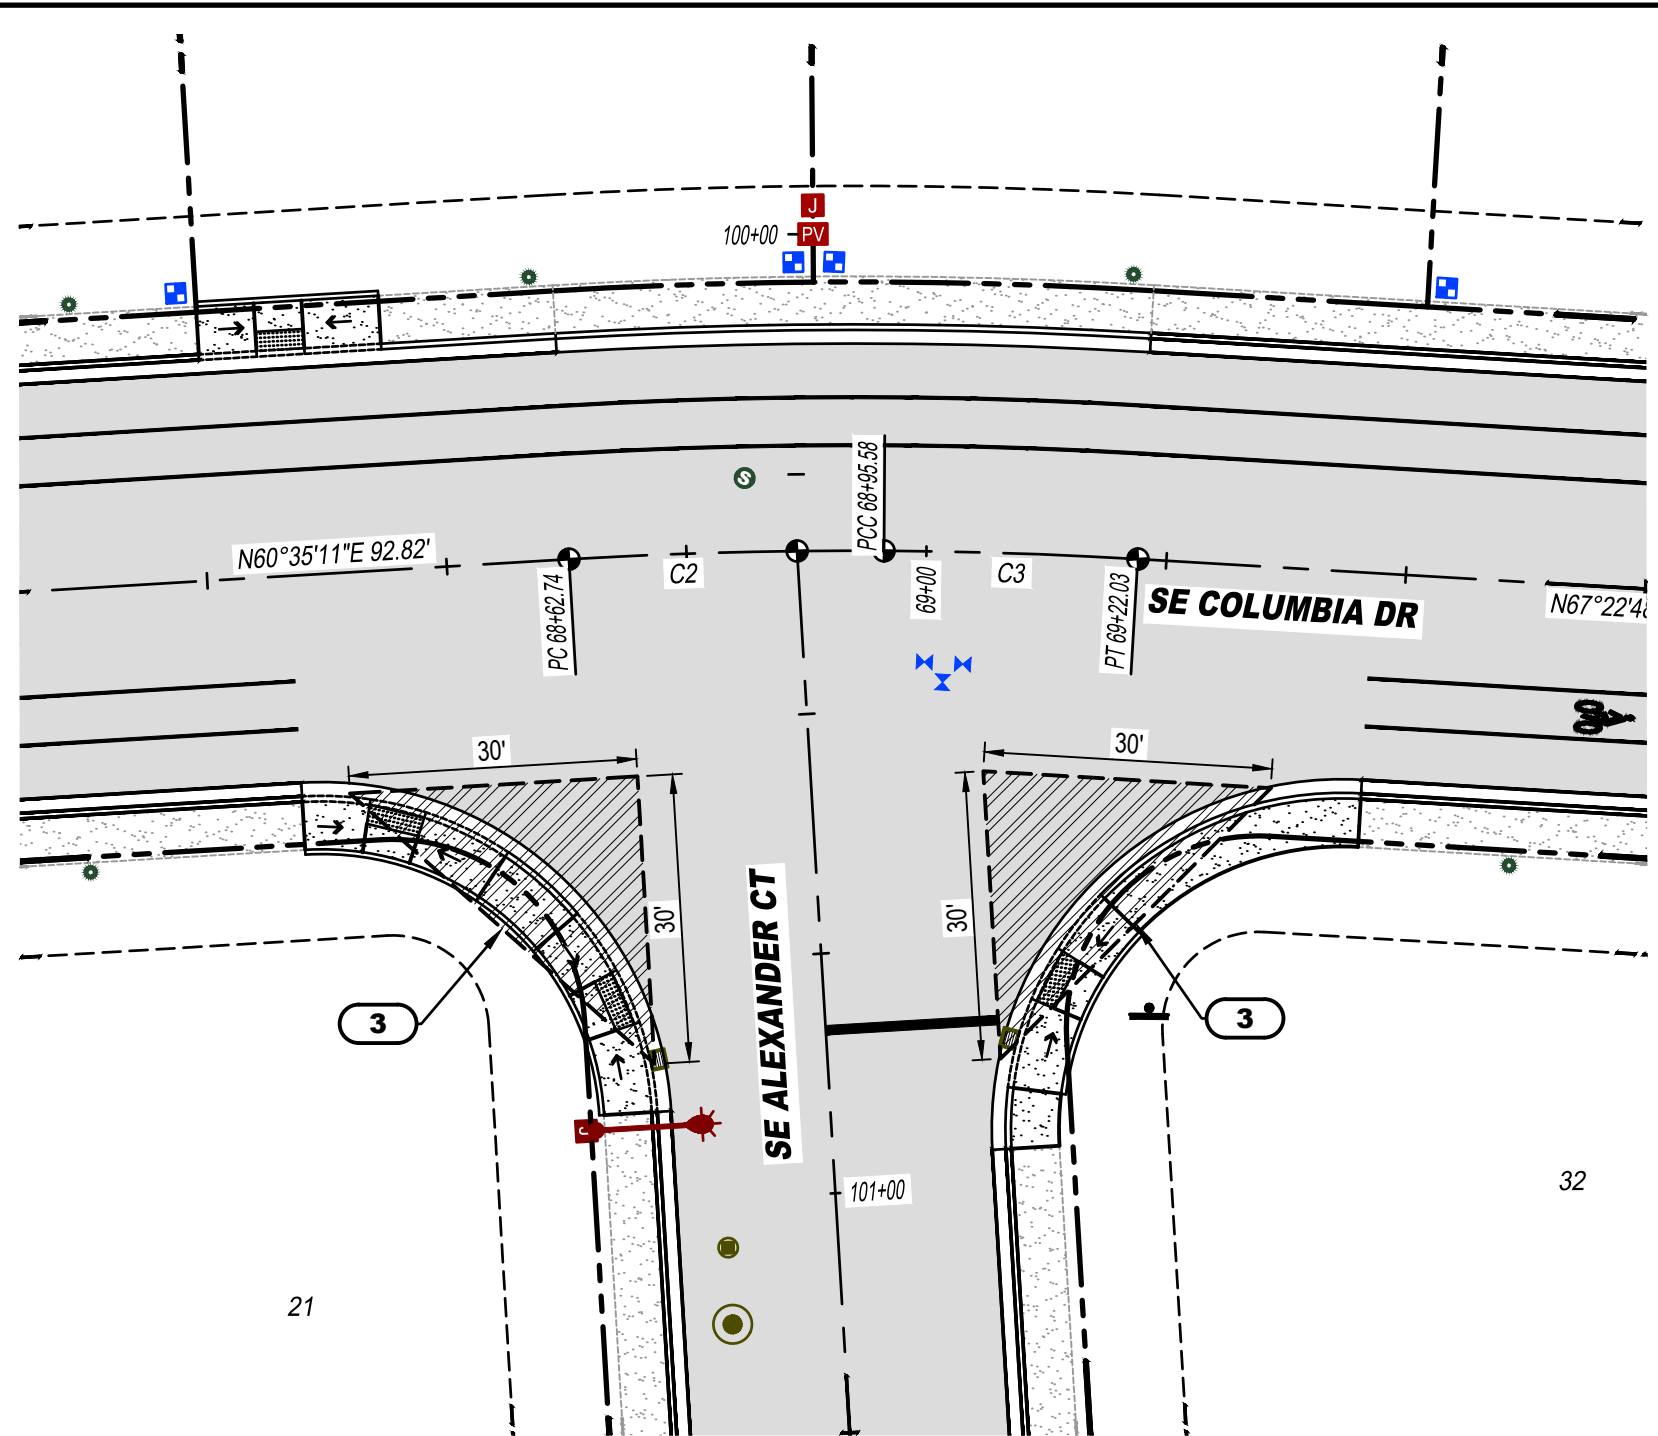 J
100+00
PV
PCC 68+95.58
S
N60°35'11"E 92.82'
C2
C3
PC 68+62.74
69+00
PT 69+22.03
SE COLUMBIA DR
N67°22'48
30'
30'
30'
30'
SE ALEXANDER CT
3
3
J
101+00
32
21